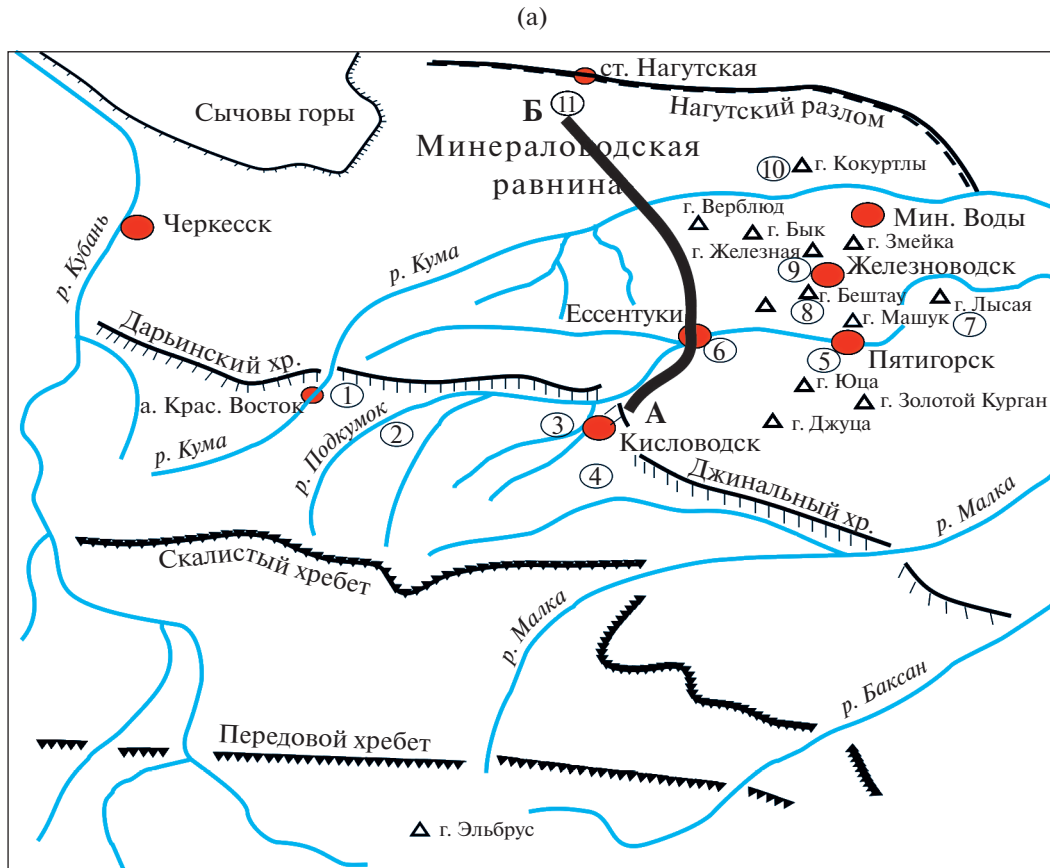 (а)
ст. Нагутская
Сычовы горы
Б
11
Нагутский разлом
Минераловодская
равнина
10
г. Кокуртлы
р. Кубань
Черкесск
г. Верблюд
Мин. Воды
г. Бык
г. Змейка
г. Железная
р. Кума
9
Железноводск
г. Бештау
г. Лысая
Ессентуки
8
г. Машук
7
Дарьинский хр.
6
5
Пятигорск
а. Крас. Восток
1
г. Юца
г. Золотой Курган
А
р. Подкумок
2
3
г. Джуца
р. Кума
Кисловодск
4
Джинальный хр.
р. Малка
Скалистый хребет
р. Малка
р. Баксан
Передовой хребет
г. Эльбрус